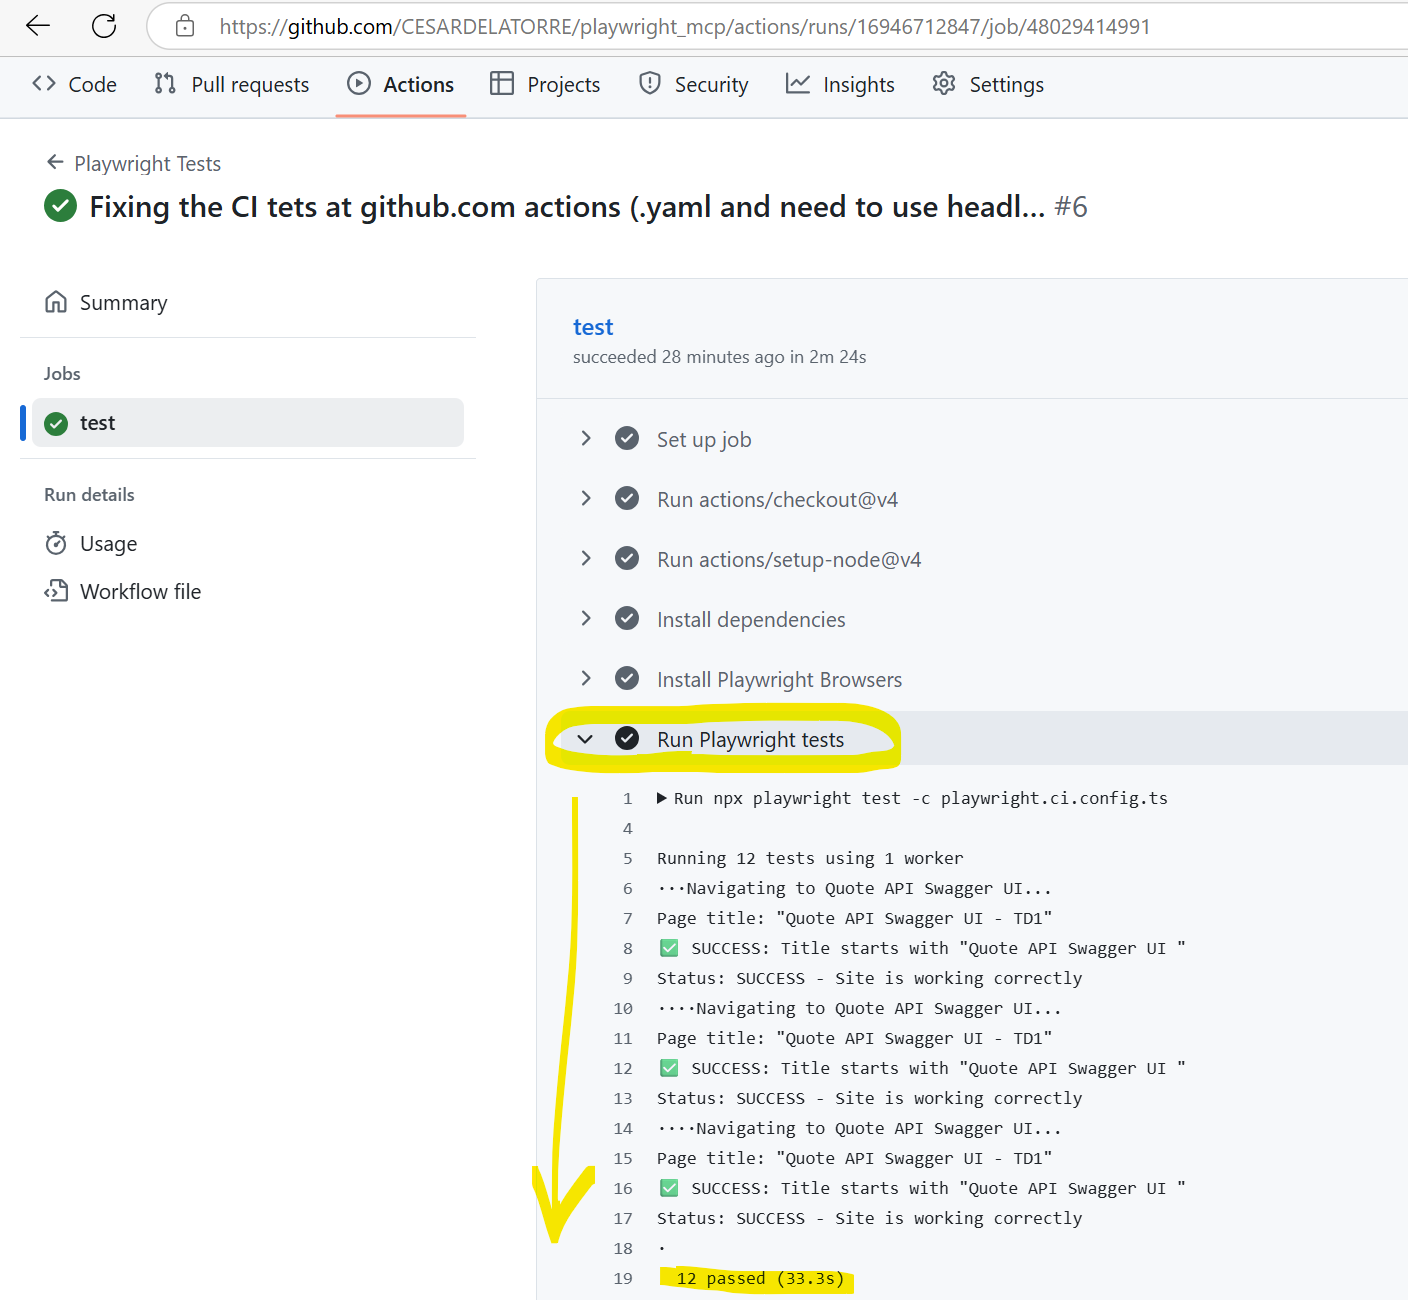 https://github.com/CESARDELATORRE/playwright_mcp/actions/runs/16946712847/job/48029414991
Code Pull requests Actions Projects Security Insights Settings
Playwright Tests
Fixing the CI tets at github.com actions (.yaml and need to use headl... #6
Summary
Jobs
test
Run details
Usage
Workflow file
test
succeeded 28 minutes ago in 2m 24s
Set up job
Run actions/checkout@v4
Run actions/setup-node@v4
Install dependencies
Install Playwright Browsers
Run Playwright tests
1 ▶ Run npx playwright test -c playwright.ci.config.ts
4
5 Running 12 tests using 1 worker
6 ···Navigating to Quote API Swagger UI...
7 Page title: "Quote API Swagger UI - TD1"
8 ✅ SUCCESS: Title starts with "Quote API Swagger UI "
9 Status: SUCCESS - Site is working correctly
10 ····Navigating to Quote API Swagger UI...
11 Page title: "Quote API Swagger UI - TD1"
12 ✅ SUCCESS: Title starts with "Quote API Swagger UI "
13 Status: SUCCESS - Site is working correctly
14 ····Navigating to Quote API Swagger UI...
15 Page title: "Quote API Swagger UI - TD1"
16 ✅ SUCCESS: Title starts with "Quote API Swagger UI "
17 Status: SUCCESS - Site is working correctly
18 ·
19 12 passed (33.3s)